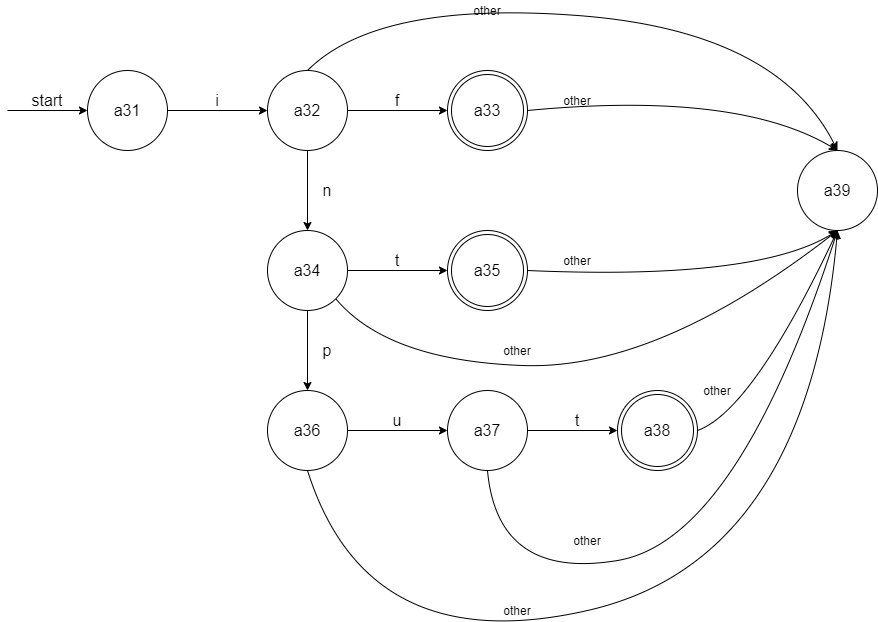 other
start
a31
i
a32
f
a33
other
n
a39
a34
t
a35
other
p
other
a36
u
a37
t
a38
other
other
other